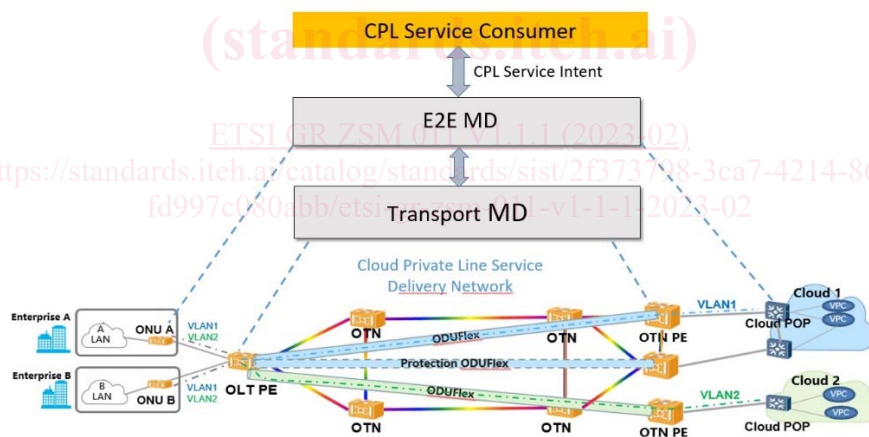 CPL Service Consumer
(standards.iteh.ai)
CPL Service Intent
E2E MD
ETSI GR ZSM 011 V1.1.1 (2023-02)
https://standards.iteh.ai/catalog/standards/sist/2f373798-3ca7-4214-86
fd997c080abb/etsi-gr-zsm-011-v1-1-1-2023-02
Transport MD
Cloud Private Line Service
Delivery Network
Enterprise A
A
LAN
ONU A
VLAN1
VLAN2
Enterprise B
B
LAN
ONU B
VLAN1
VLAN2
OLT PE
OTN
OTN
ODUFlex
Protection ODUFlex
ODUFlex
OTN
OTN
OTN PE
OTN PE
VLAN1
VLAN2
Cloud 1
VPC
VPC
Cloud POP
Cloud 2
VPC
VPC
Cloud POP